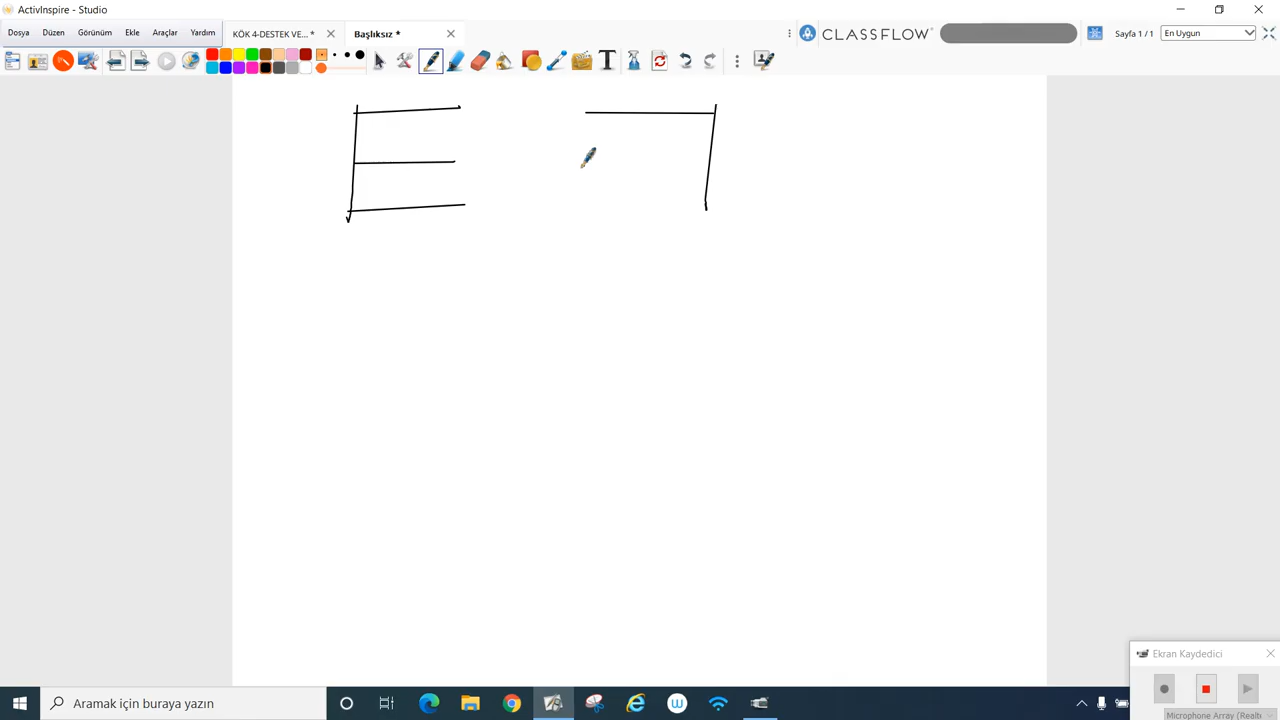 ActivInspire - Studio
Dosya Düzen Görünüm Ekle Araçlar Yardım
KÖK 4-DESTEK VE... *
Başlıksız *
CLASSFLOW
Sayfa 1 / 1
En Uygun
T
E
Ekran Kaydedici
Microphone Array (Realt
Aramak için buraya yazın